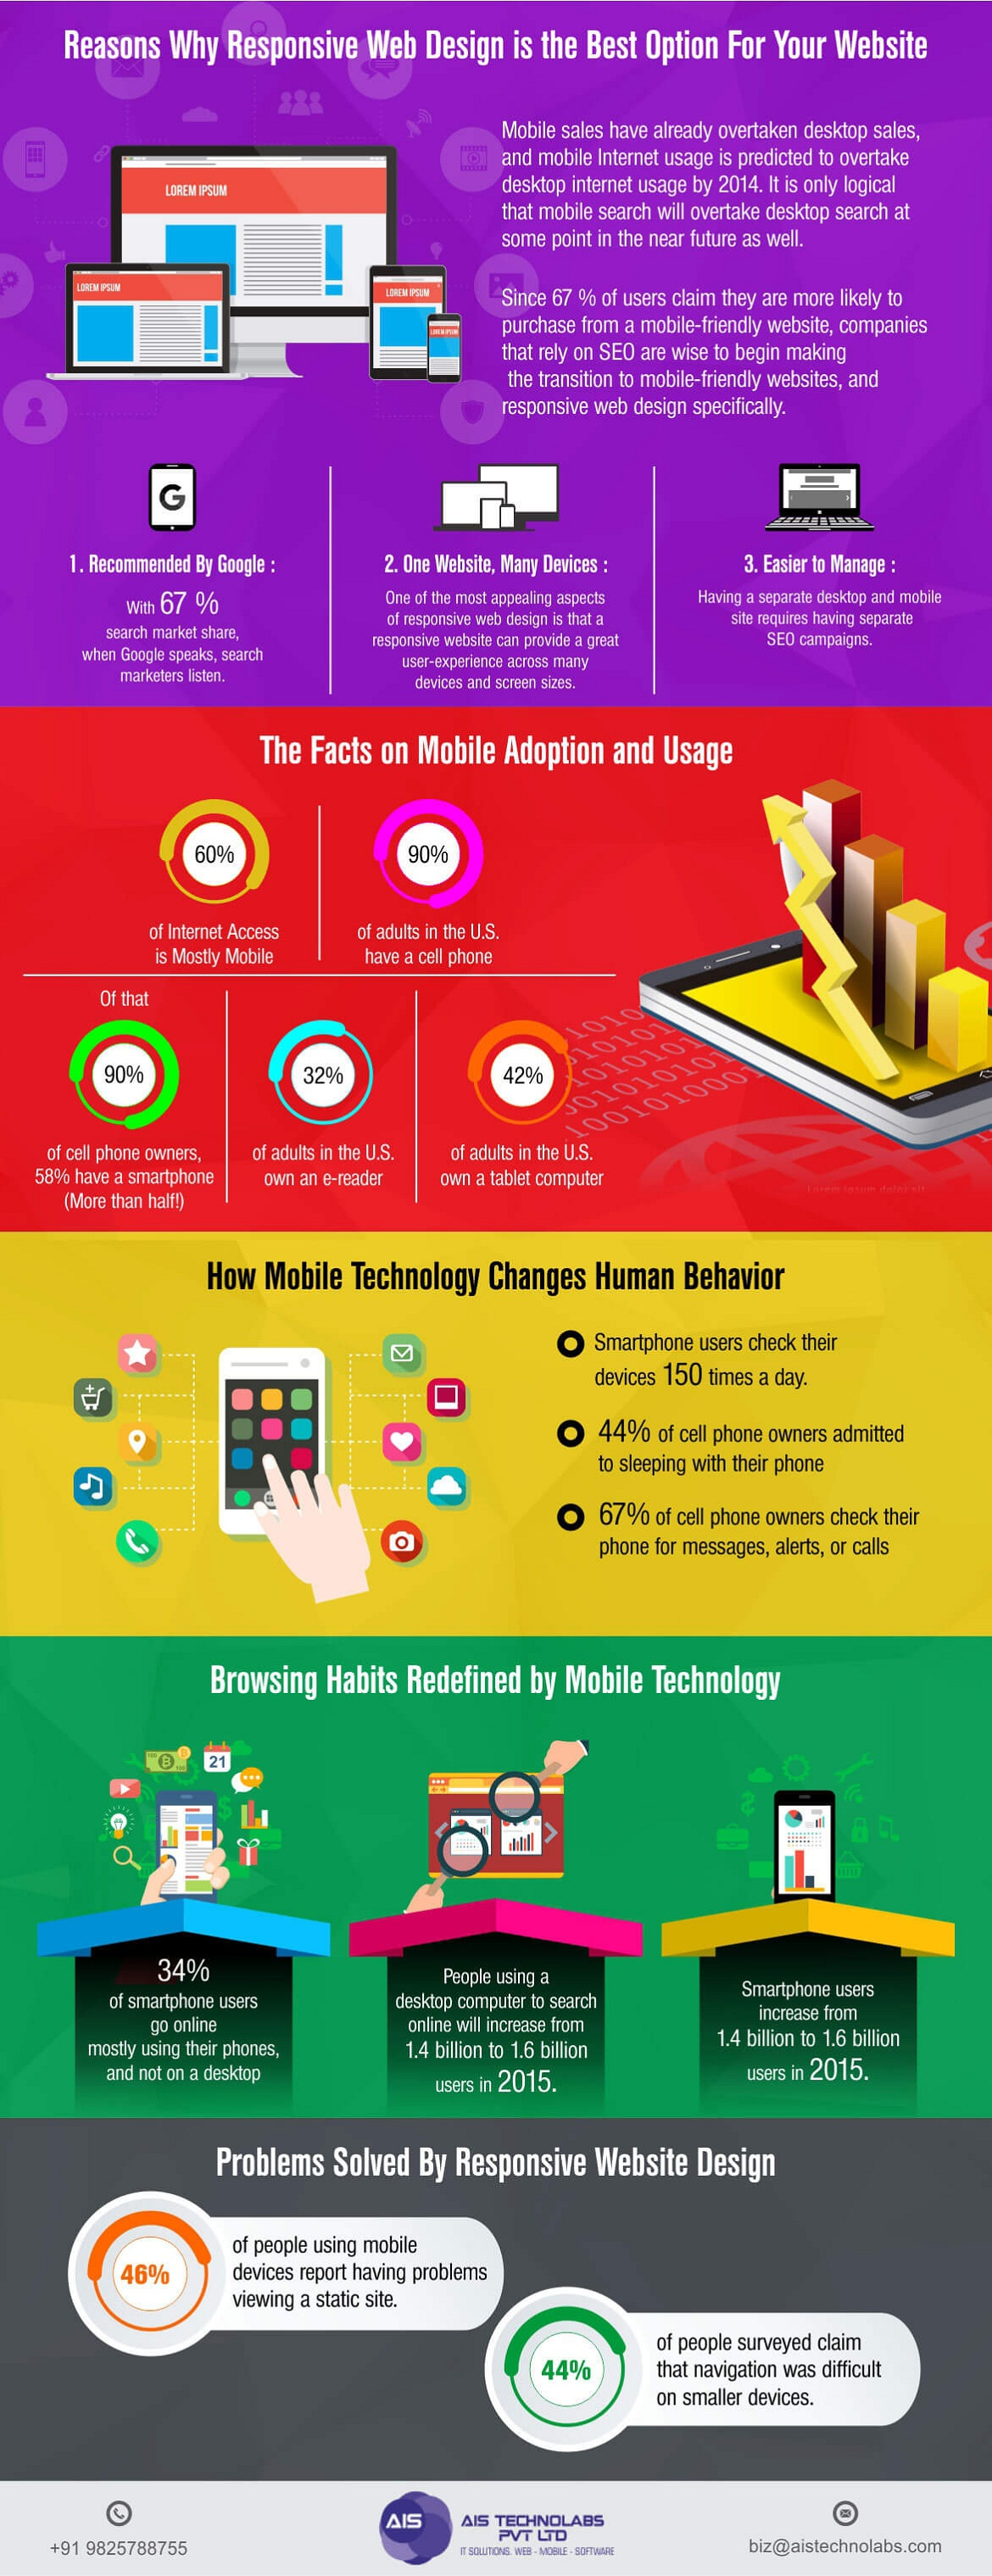 Reasons Why Responsive Web Design is the Best Option For Your Website
LOREM IPSUM
LOREM IPSUM
LOREM IPSUM
LOREM IPSUM
Mobile sales have already overtaken desktop sales,
and mobile Internet usage is predicted to overtake
desktop internet usage by 2014. It is only logical
that mobile search will overtake desktop search at
some point in the near future as well.
Since 67 % of users claim they are more likely to
purchase from a mobile-friendly website, companies
that rely on SEO are wise to begin making
the transition to mobile-friendly websites, and
responsive web design specifically.
G
1. Recommended By Google :
With 67 %
search market share,
when Google speaks, search
marketers listen.
2. One Website, Many Devices :
One of the most appealing aspects
of responsive web design is that a
responsive website can provide a great
user-experience across many
devices and screen sizes.
3. Easier to Manage :
Having a separate desktop and mobile
site requires having separate
SEO campaigns.
The Facts on Mobile Adoption and Usage
60%
of Internet Access
is Mostly Mobile
90%
of adults in the U.S.
have a cell phone
Of that
90%
of cell phone owners,
58% have a smartphone
(More than half!)
32%
of adults in the U.S.
own an e-reader
42%
of adults in the U.S.
own a tablet computer
How Mobile Technology Changes Human Behavior
Smartphone users check their
devices 150 times a day.
44% of cell phone owners admitted
to sleeping with their phone
67% of cell phone owners check their
phone for messages, alerts, or calls
Browsing Habits Redefined by Mobile Technology
21
34%
of smartphone users
go online
mostly using their phones,
and not on a desktop
People using a
desktop computer to search
online will increase from
1.4 billion to 1.6 billion
users in 2015.
Smartphone users
increase from
1.4 billion to 1.6 billion
users in 2015.
Problems Solved By Responsive Website Design
46%
of people using mobile
devices report having problems
viewing a static site.
44%
of people surveyed claim
that navigation was difficult
on smaller devices.
+91 9825788755
AIS
AIS TECHNOLABS
PVT LTD
IT SOLUTIONS. WEB - MOBILE - SOFTWARE
biz@aistechnolabs.com